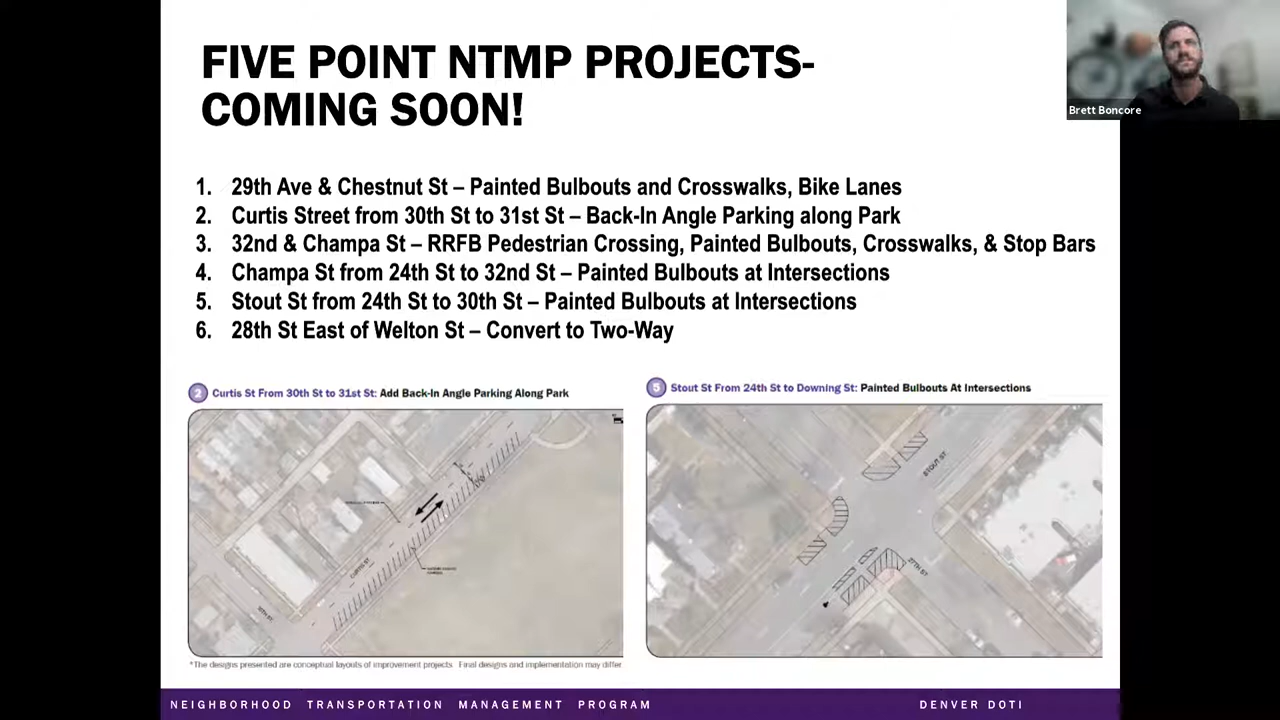 FIVE POINT NTMP PROJECTS-
COMING SOON!
Brett Boncore
1. 29th Ave & Chestnut St – Painted Bulbouts and Crosswalks, Bike Lanes
2. Curtis Street from 30th St to 31st St – Back-In Angle Parking along Park
3. 32nd & Champa St – RRFB Pedestrian Crossing, Painted Bulbouts, Crosswalks, & Stop Bars
4. Champa St from 24th St to 32nd St – Painted Bulbouts at Intersections
5. Stout St from 24th St to 30th St – Painted Bulbouts at Intersections
6. 28th St East of Welton St – Convert to Two-Way
2 Curtis St From 30th St to 31st St: Add Back-In Angle Parking Along Park
5 Stout St From 24th St to Downing St: Painted Bulbouts At Intersections
CURTIS ST
STOUT ST.
27TH ST.
*The designs presented are conceptual layouts of improvement projects Final designs and implementation may differ
NEIGHBORHOOD TRANSPORTATION MANAGEMENT PROGRAM
DENVER DOTI